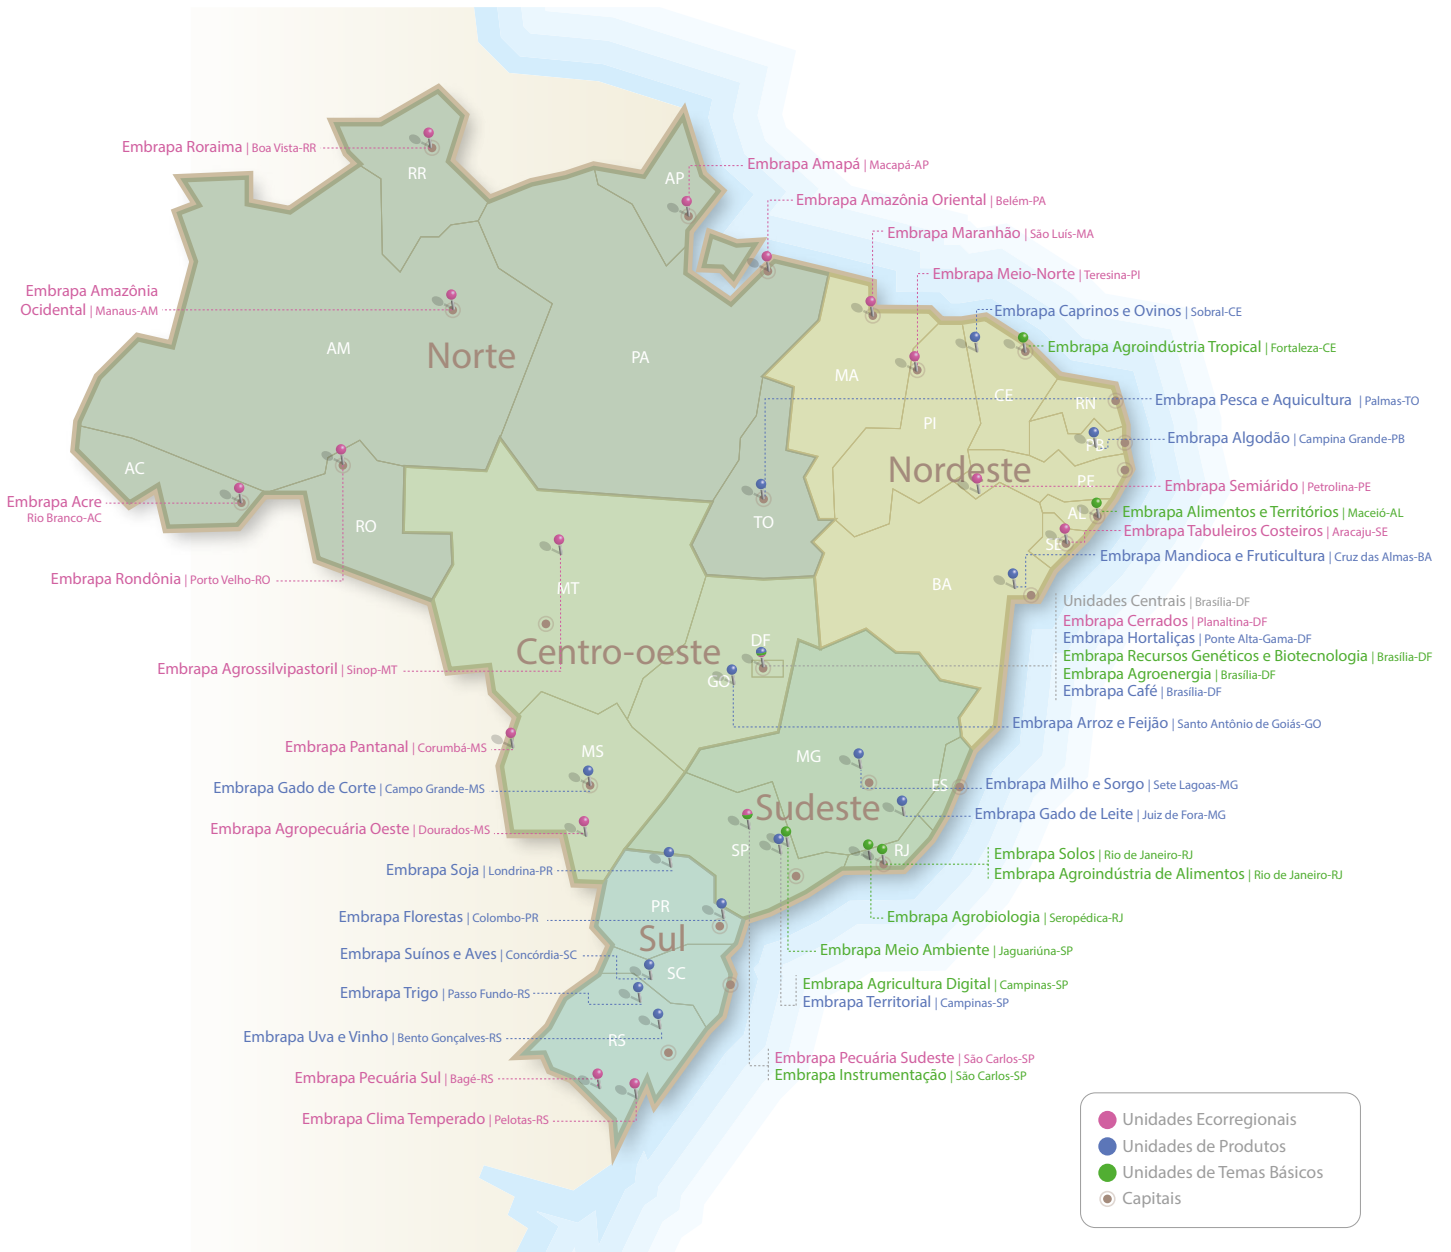 Embrapa Roraima | Boa Vista-RR
Embrapa Amapá | Macapá-AP
Embrapa Amazônia Oriental | Belém-PA
Embrapa Maranhão | São Luís-MA
Embrapa Meio-Norte | Teresina-PI
Embrapa Amazônia
Ocidental | Manaus-AM
Embrapa Caprinos e Ovinos | Sobral-CE
Embrapa Agroindústria Tropical | Fortaleza-CE
Embrapa Pesca e Aquicultura | Palmas-TO
Embrapa Algodão | Campina Grande-PB
Embrapa Semiárido | Petrolina-PE
Embrapa Acre
Rio Branco-AC
Embrapa Alimentos e Territórios | Maceió-AL
Embrapa Tabuleiros Costeiros | Aracaju-SE
Embrapa Mandioca e Fruticultura | Cruz das Almas-BA
Embrapa Rondônia | Porto Velho-RO
Unidades Centrais | Brasília-DF
Embrapa Cerrados | Planaltina-DF
Embrapa Hortaliças | Ponte Alta-Gama-DF
Embrapa Recursos Genéticos e Biotecnologia | Brasília-DF
Embrapa Agroenergia | Brasília-DF
Embrapa Café | Brasília-DF
Embrapa Agrossilvipastoril | Sinop-MT
Embrapa Arroz e Feijão | Santo Antônio de Goiás-GO
Embrapa Pantanal | Corumbá-MS
Embrapa Gado de Corte | Campo Grande-MS
Embrapa Milho e Sorgo | Sete Lagoas-MG
Embrapa Gado de Leite | Juiz de Fora-MG
Embrapa Agropecuária Oeste | Dourados-MS
Embrapa Solos | Rio de Janeiro-RJ
Embrapa Agroindústria de Alimentos | Rio de Janeiro-RJ
Embrapa Soja | Londrina-PR
Embrapa Florestas | Colombo-PR
Embrapa Agrobiologia | Seropédica-RJ
Embrapa Suínos e Aves | Concórdia-SC
Embrapa Meio Ambiente | Jaguariúna-SP
Embrapa Trigo | Passo Fundo-RS
Embrapa Agricultura Digital | Campinas-SP
Embrapa Territorial | Campinas-SP
Embrapa Uva e Vinho | Bento Gonçalves-RS
Embrapa Pecuária Sudeste | São Carlos-SP
Embrapa Instrumentação | São Carlos-SP
Embrapa Pecuária Sul | Bagé-RS
Embrapa Clima Temperado | Pelotas-RS
RR
AP
AM
Norte
PA
MA
CE
RN
PI
PB
Nordeste
AC
PE
AL
RO
TO
SE
MT
BA
Centro-oeste
DF
GO
MS
MG
ES
Sudeste
SP
RJ
PR
Sul
SC
RS
Unidades Ecorregionais
Unidades de Produtos
Unidades de Temas Básicos
Capitais